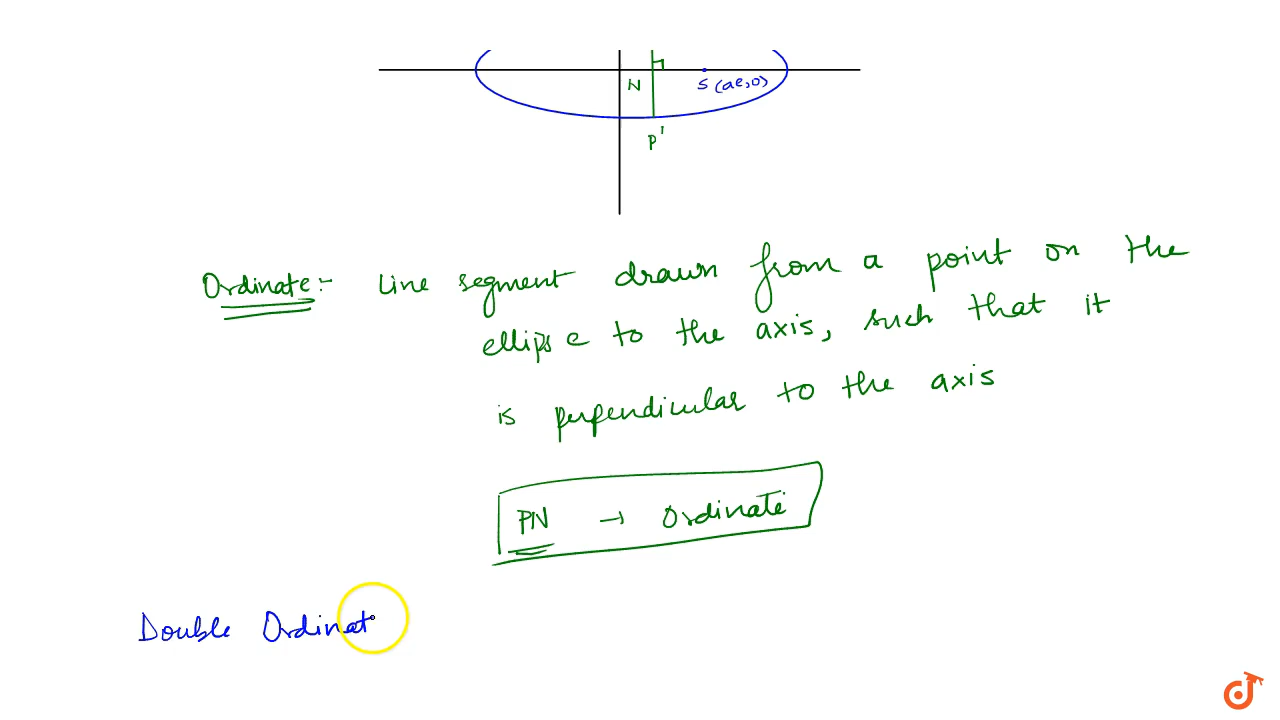 N S (ae,0)
P'
Ordinate:- Line segment drawn from a point on the
ellipse to the axis, such that it
is perpendicular to the axis
PN → Ordinate
Double Ordinat